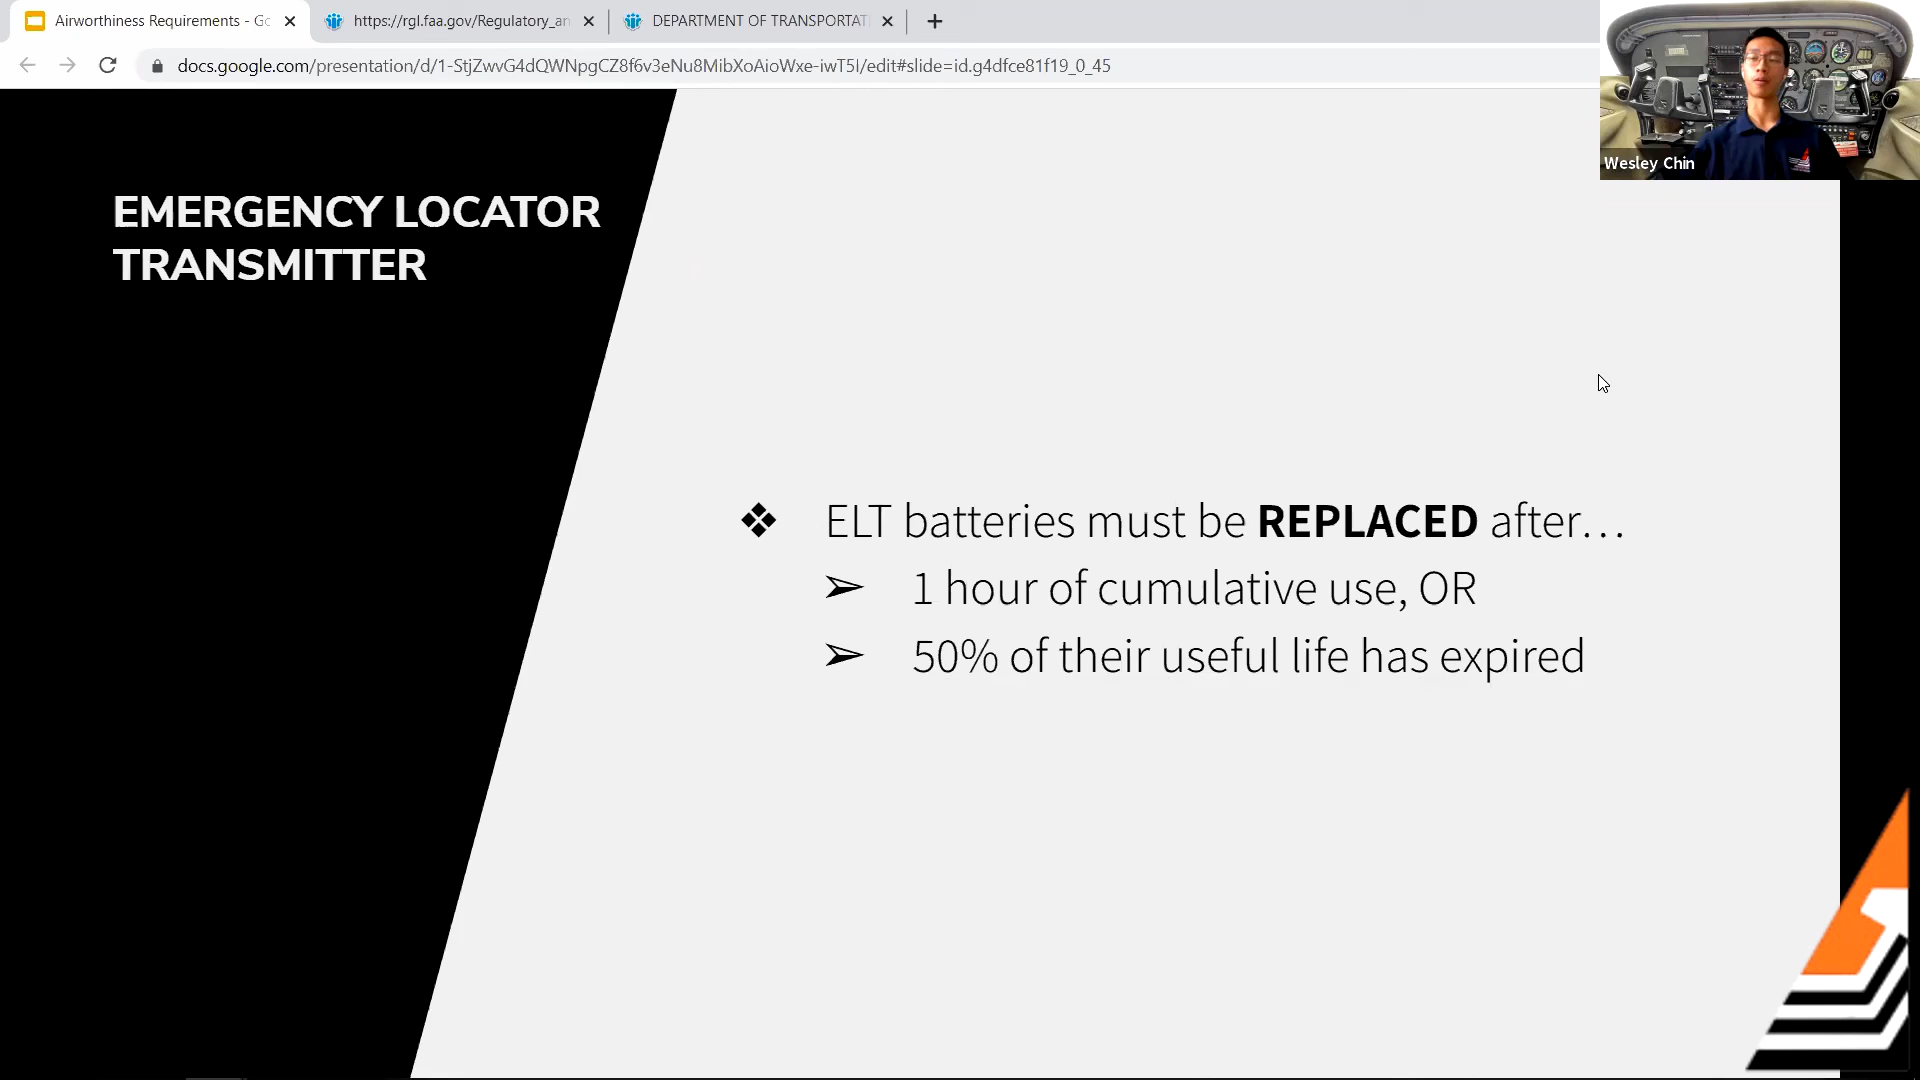 Airworthiness Requirements - Go
https://rgl.faa.gov/Regulatory_an
DEPARTMENT OF TRANSPORTAT
docs.google.com/presentation/d/1-StjZwvG4dQWNpgCZ8f6v3eNu8MibXoAioWxe-iwT5I/edit#slide=id.g4dfce81f19_0_45
Wesley Chin
EMERGENCY LOCATOR
TRANSMITTER
❖ ELT batteries must be REPLACED after…
➢ 1 hour of cumulative use, OR
➢ 50% of their useful life has expired